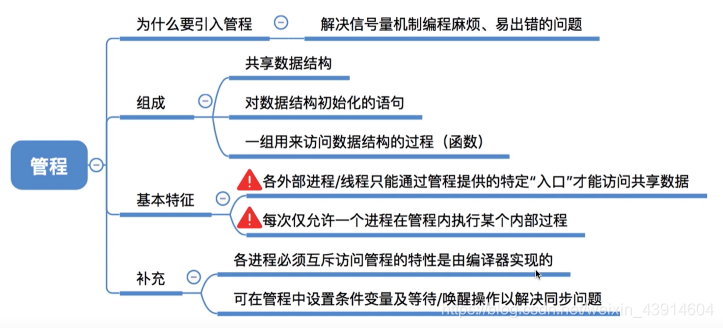 管程
为什么要引入管程
解决信号量机制编程麻烦、易出错的问题
组成
共享数据结构
对数据结构初始化的语句
一组用来访问数据结构的过程（函数）
基本特征
各外部进程/线程只能通过管程提供的特定“入口”才能访问共享数据
每次仅允许一个进程在管程内执行某个内部过程
补充
各进程必须互斥访问管程的特性是由编译器实现的
可在管程中设置条件变量及等待/唤醒操作以解决同步问题
https://blog.csdn.net/weixin_43914604